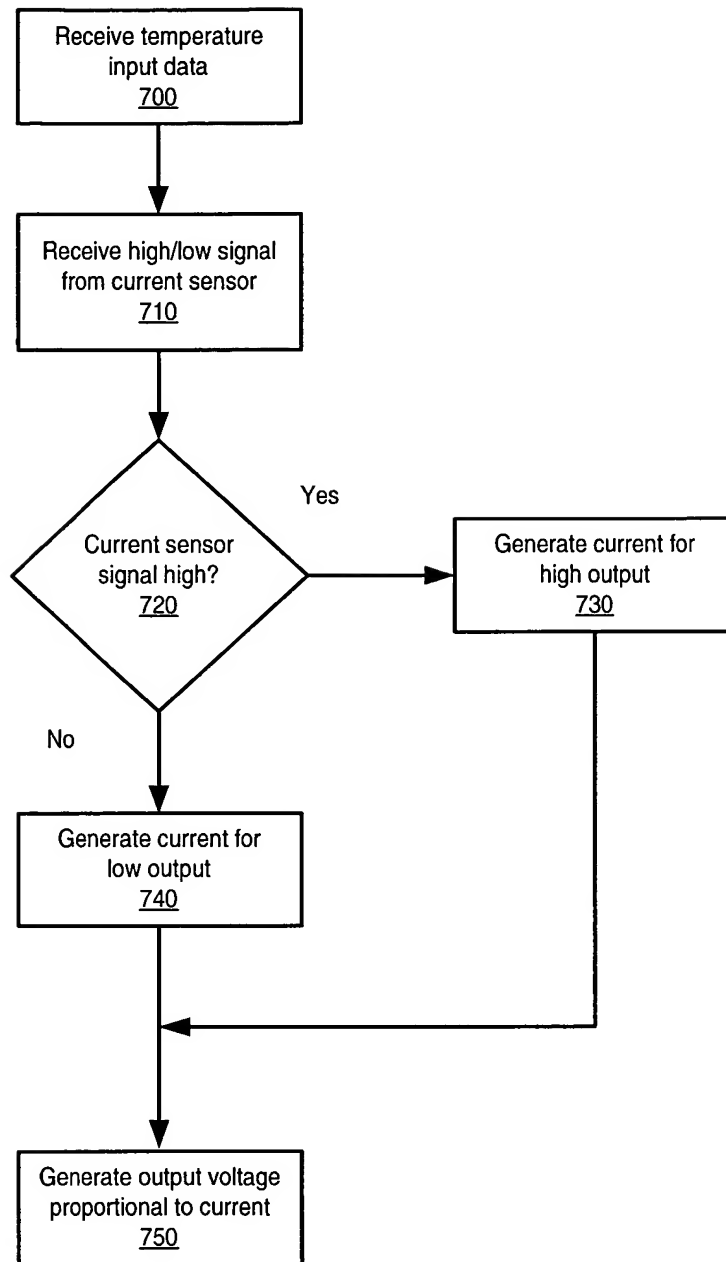 Receive temperature
input data
700
Receive high/low signal
from current sensor
710
Current sensor
signal high?
720
Yes
Generate current for
high output
730
No
Generate current for
low output
740
Generate output voltage
proportional to current
750